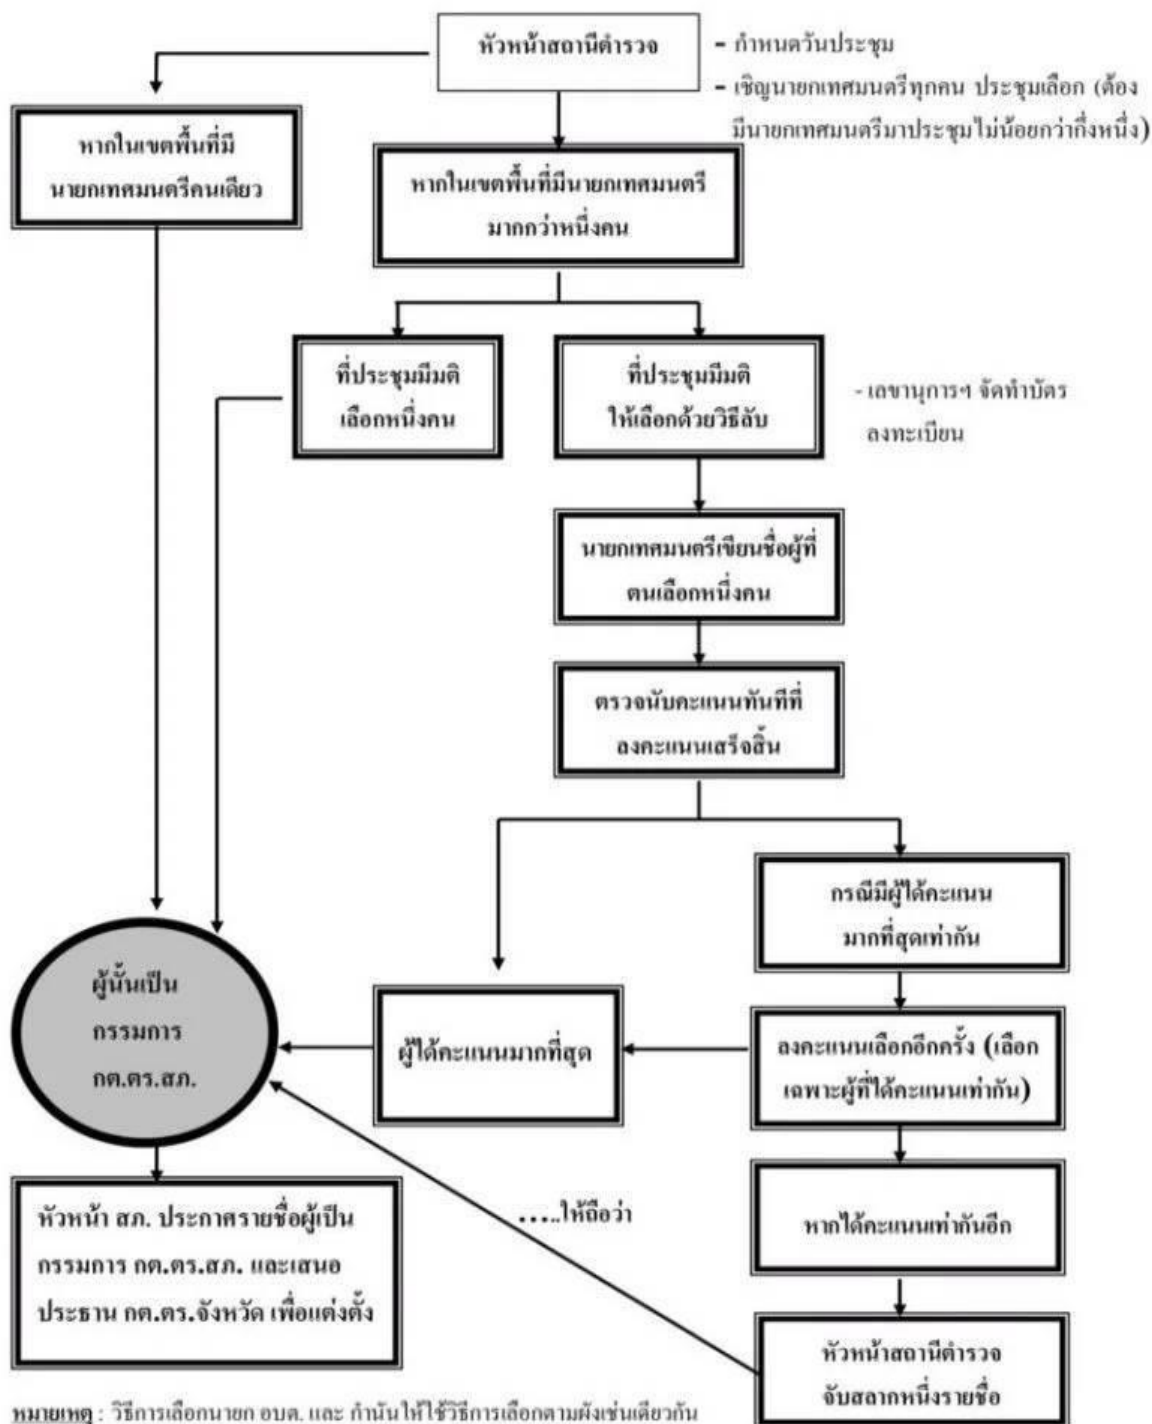 หัวหน้าสถานีตำรวจ
- กำหนดวันประชุม
- เชิญนายกเทศมนตรีทุกคน ประชุมเลือก (ต้อง
มีนายกเทศมนตรีมาประชุมไม่น้อยกว่ากึ่งหนึ่ง)
หากในเขตพื้นที่มี
นายกเทศมนตรีคนเดียว
หากในเขตพื้นที่มีนายกเทศมนตรี
มากกว่าหนึ่งคน
ที่ประชุมมีมติ
เลือกหนึ่งคน
ที่ประชุมมีมติ
ให้เลือกด้วยวิธีลับ
- เลขานุการฯ จัดทำบัตร
ลงทะเบียน
นายกเทศมนตรีเขียนชื่อผู้ที่
ตนเลือกหนึ่งคน
ตรวจนับคะแนนทันทีที่
ลงคะแนนเสร็จสิ้น
กรณีมีผู้ได้คะแนน
มากที่สุดเท่ากัน
ผู้นั้นเป็น
กรรมการ
กต.ตร.สภ.
ผู้ได้คะแนนมากที่สุด
ลงคะแนนเลือกอีกครั้ง (เลือก
เฉพาะผู้ที่ได้คะแนนเท่ากัน)
หัวหน้า สภ. ประกาศรายชื่อผู้เป็น
กรรมการ กต.ตร.สภ. และเสนอ
ประธาน กต.ตร.จังหวัด เพื่อแต่งตั้ง
.....ให้ถือว่า
หากได้คะแนนเท่ากันอีก
หัวหน้าสถานีตำรวจ
จับสลากหนึ่งรายชื่อ
หมายเหตุ : วิธีการเลือกนายก อบต. และ กำนันให้ใช้วิธีการเลือกตามผังเช่นเดียวกัน